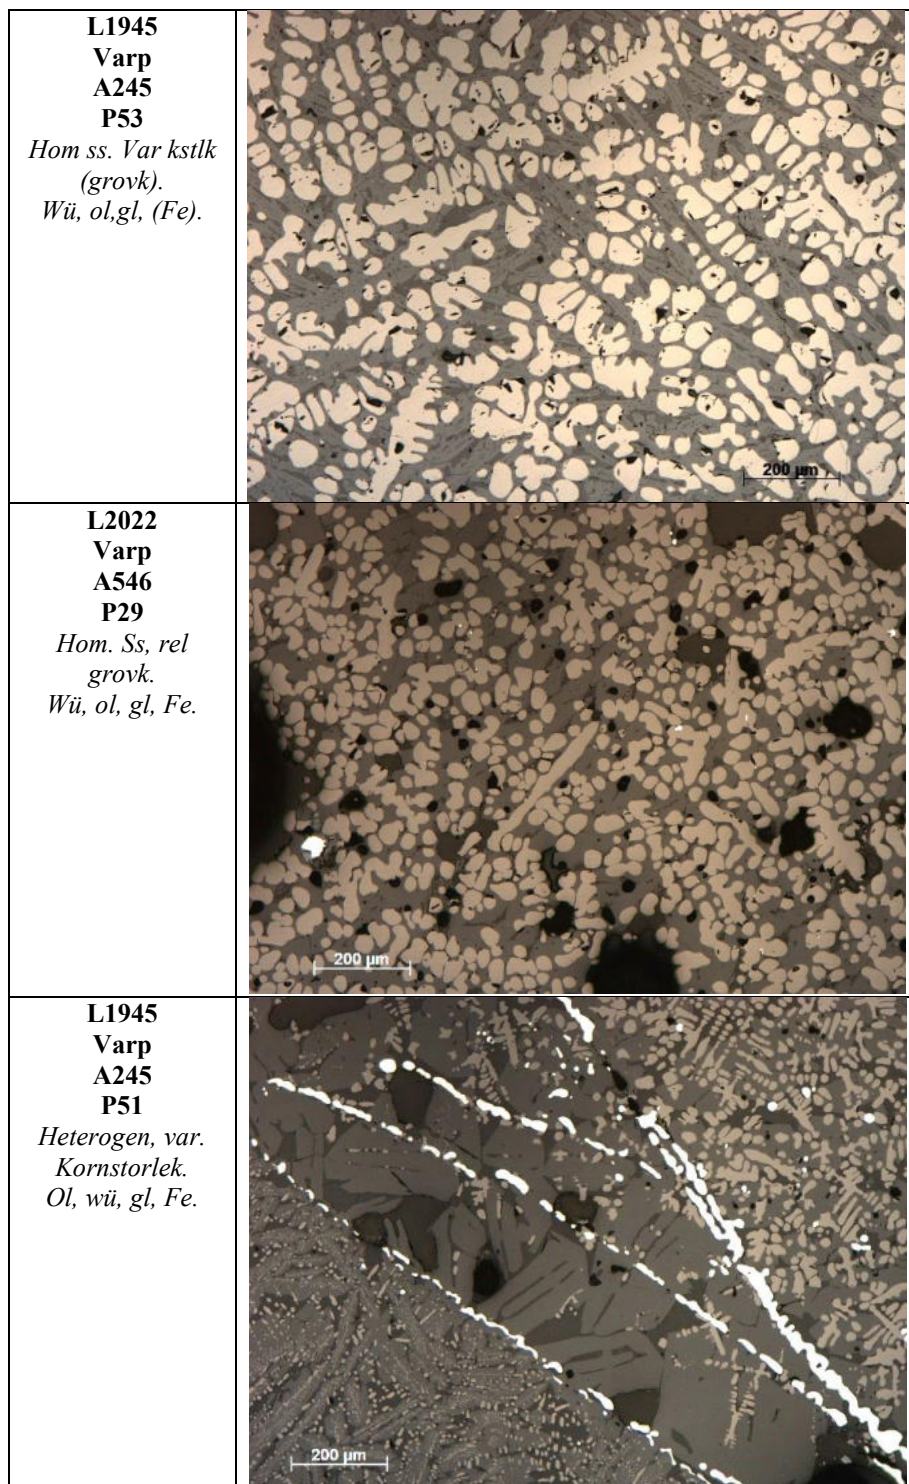 L1945
Varp
A245
P53
Hom ss. Var kstlk
(grovk).
Wü, ol,gl, (Fe).
200 µm
L2022
Varp
A546
P29
Hom. Ss, rel
grovk.
Wü, ol, gl, Fe.
200 µm
L1945
Varp
A245
P51
Heterogen, var.
Kornstorlek.
Ol, wü, gl, Fe.
200 µm